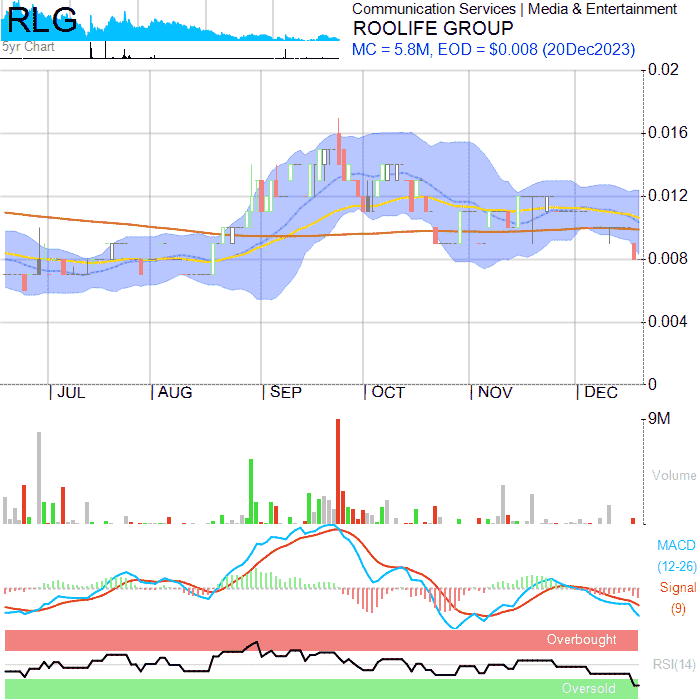 RLG
5yr Chart
Communication Services | Media & Entertainment
ROOLIFE GROUP
MC = 5.8M, EOD = $0.008 (20Dec2023)
0.02
0.016
0.012
0.008
0.004
0
JUL AUG SEP OCT NOV DEC
9M
Volume
MACD
(12-26)
Signal
(9)
Overbought
RSI(14)
Oversold